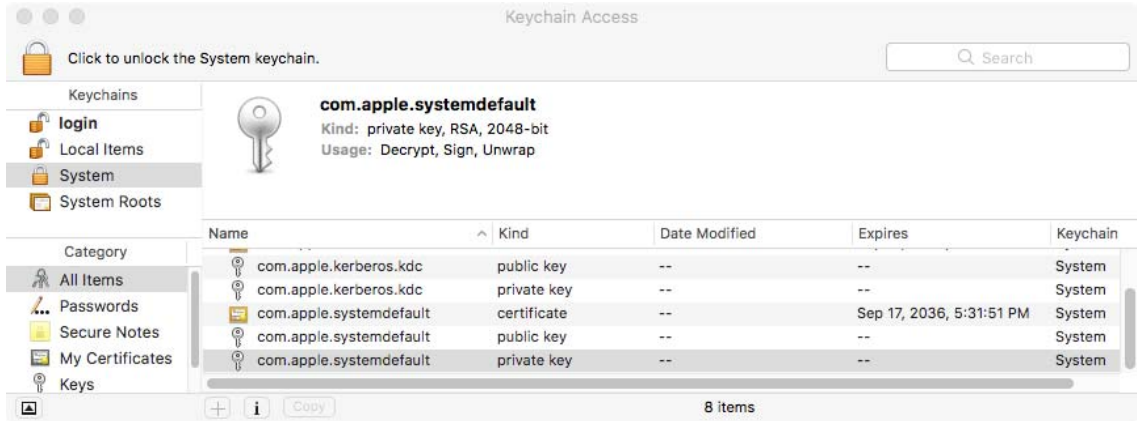 Keychain Access
Click to unlock the System keychain.
Search
Keychains
login
Local Items
System
System Roots
Category
All Items
Passwords
Secure Notes
My Certificates
Keys
com.apple.systemdefault
Kind: private key, RSA, 2048-bit
Usage: Decrypt, Sign, Unwrap
Name Kind Date Modified Expires Keychain
com.apple.kerberos.kdc public key -- -- System
com.apple.kerberos.kdc private key -- -- System
com.apple.systemdefault certificate -- Sep 17, 2036, 5:31:51 PM System
com.apple.systemdefault public key -- -- System
com.apple.systemdefault private key -- -- System
+ i Copy
8 items